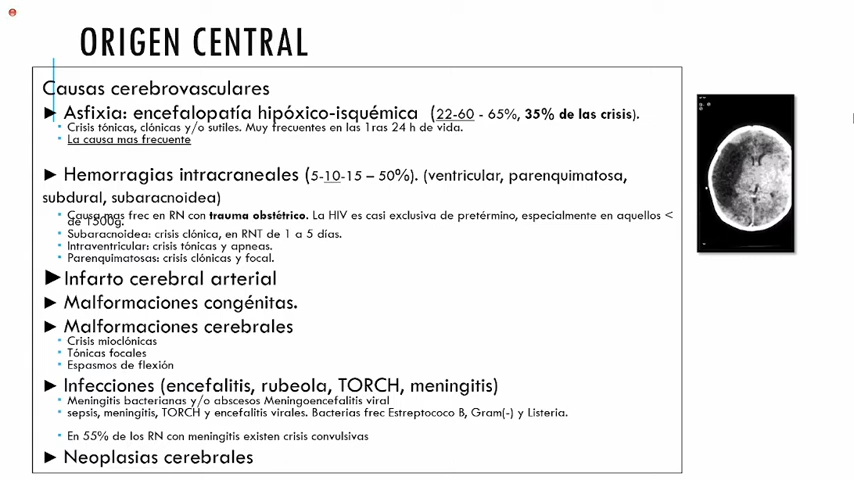 ORIGEN CENTRAL
Causas cerebrovasculares
► Asfixia: encefalopatía hipóxico-isquémica (22-60 - 65%, 35% de las crisis).
• Crisis tónicas, clónicas y/o sutiles. Muy frecuentes en las 1ras 24 h de vida.
• La causa mas frecuente
► Hemorragias intracraneales (5-10-15 – 50%). (ventricular, parenquimatosa,
subdural, subaracnoidea)
• Causa mas frec en RN con trauma obstétrico. La HIV es casi exclusiva de pretérmino, especialmente en aquellos <
de 1500g.
• Subaracnoidea: crisis clónica, en RNT de 1 a 5 días.
• Intraventricular: crisis tónicas y apneas.
• Parenquimatosas: crisis clónicas y focal.
►Infarto cerebral arterial
► Malformaciones congénitas.
► Malformaciones cerebrales
• Crisis mioclónicas
• Tónicas focales
• Espasmos de flexión
► Infecciones (encefalitis, rubeola, TORCH, meningitis)
• Meningitis bacterianas y/o abscesos Meningoencefalitis viral
• sepsis, meningitis, TORCH y encefalitis virales. Bacterias frec Estreptococo B, Gram(-) y Listeria.
• En 55% de los RN con meningitis existen crisis convulsivas
► Neoplasias cerebrales